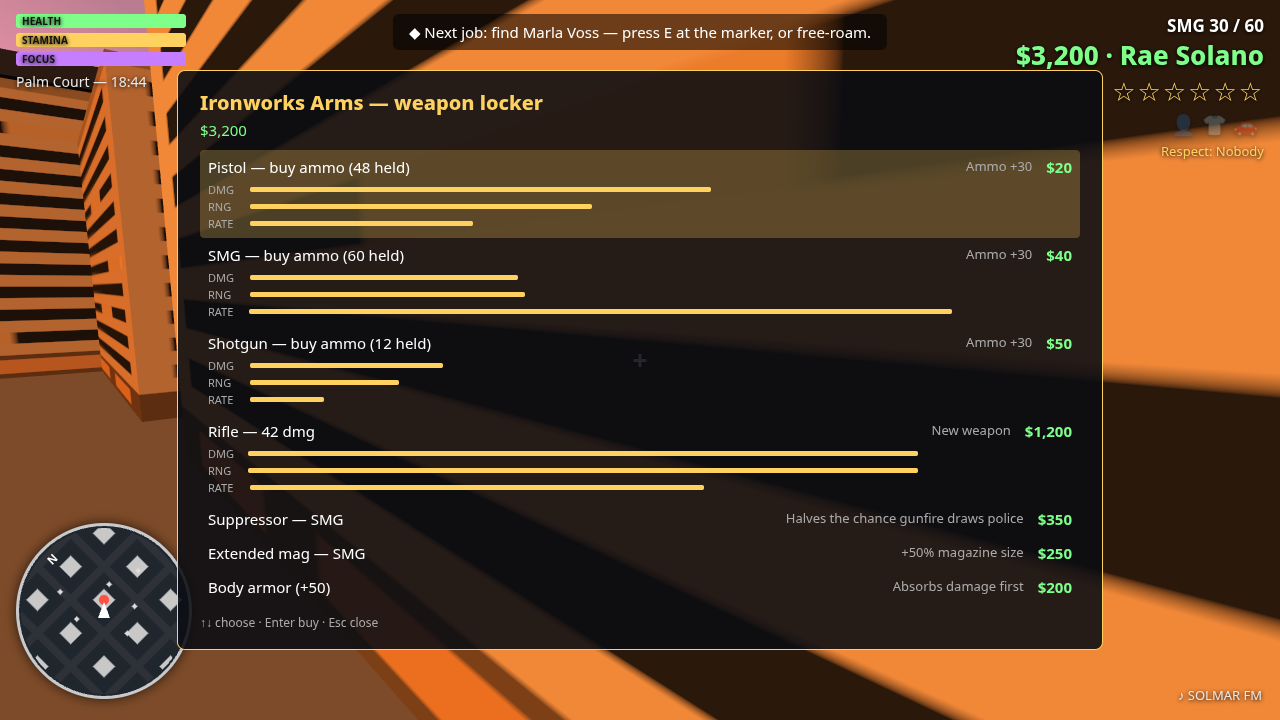 HEALTH
STAMINA
FOCUS
Palm Court — 18:44
◆ Next job: find Marla Voss — press E at the marker, or free-roam.
SMG 30 / 60
$3,200 · Rae Solano
☆☆☆☆☆☆
Respect: Nobody
Ironworks Arms — weapon locker
$3,200
Pistol — buy ammo (48 held) Ammo +30 $20
DMG
RNG
RATE
SMG — buy ammo (60 held) Ammo +30 $40
DMG
RNG
RATE
Shotgun — buy ammo (12 held) Ammo +30 $50
DMG
RNG
RATE
Rifle — 42 dmg New weapon $1,200
DMG
RNG
RATE
Suppressor — SMG Halves the chance gunfire draws police $350
Extended mag — SMG +50% magazine size $250
Body armor (+50) Absorbs damage first $200
↑↓ choose · Enter buy · Esc close
N
♪ SOLMAR FM